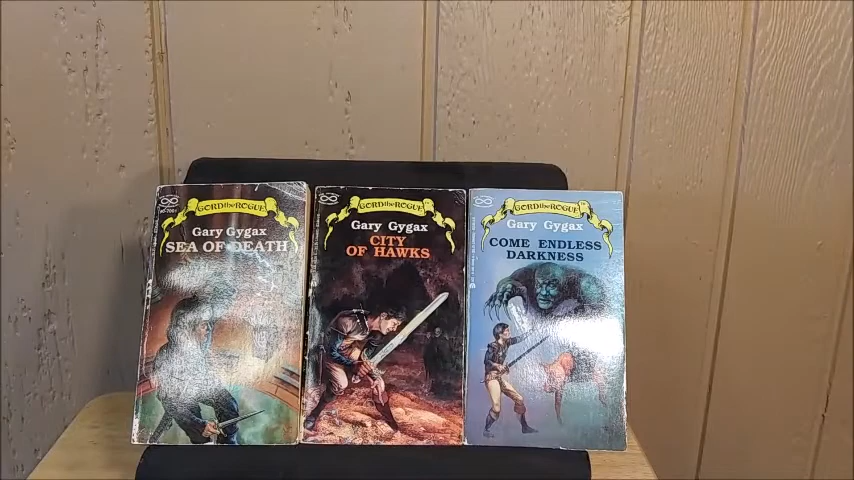 GORD the ROGUE
Gary Gygax
SEA OF DEATH
GORD the ROGUE
Gary Gygax
CITY
OF HAWKS
GORD the ROGUE
Gary Gygax
COME ENDLESS
DARKNESS